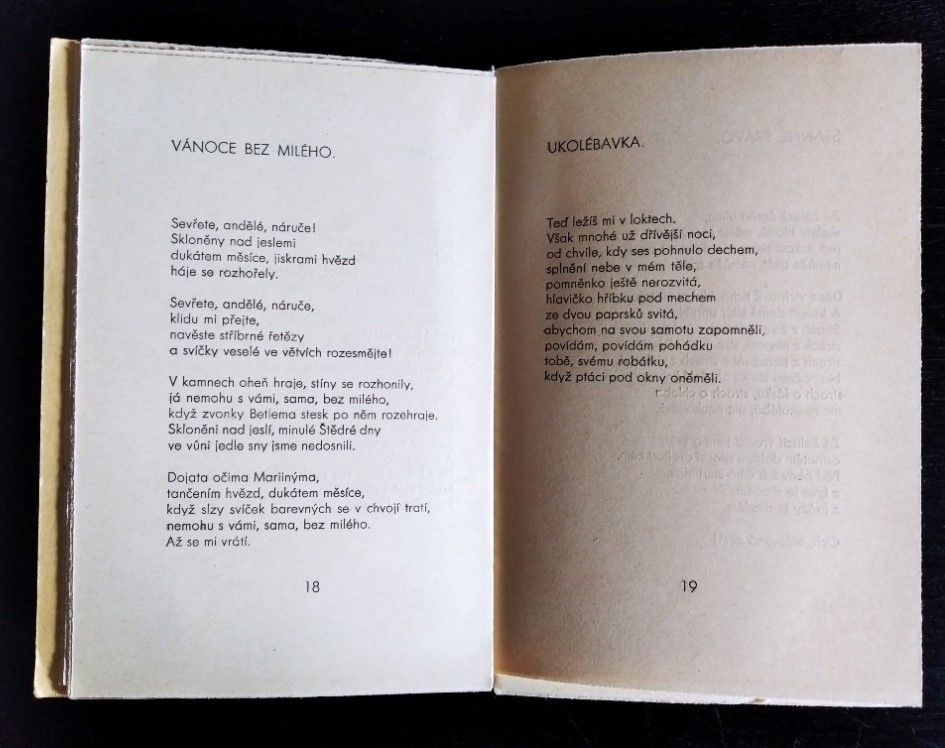 VÁNOCE BEZ MILÉHO.
Sevřete, andělé, náruče!
Skloněny nad jeslemi
dukátem měsíce, jiskrami hvězd
háje se rozhořely.
Sevřete, andělé, náruče,
klidu mi přejte,
navěste stříbrné řetězy
a svíčky veselé ve větvích rozesmějte!
V kamnech oheň hraje, stíny se rozhonily,
já nemohu s vámi, sama, bez milého,
když zvonky Betlema stesk po něm rozehraje.
Skloněni nad jeslí, minulé Štědré dny
ve vůni jedle sny jsme nedosnili.
Dojata očima Mariinýma,
tančením hvězd, dukátem měsíce,
když slzy svíček barevných se v chvojí tratí,
nemohu s vámi, sama, bez milého.
Až se mi vrátí.
18
UKOLÉBAVKA.
Teď ležíš mi v loktech.
Však mnohé už dřívější noci,
od chvíle, kdy ses pohnulo dechem,
splnění nebe v mém těle,
pomněnko ještě nerozvitá,
hlavičko hříbku pod mechem
ze dvou paprsků svitá,
abychom na svou samotu zapomněli,
povídám, povídám pohádku
tobě, svému robátku,
když ptáci pod okny oněměli.
19